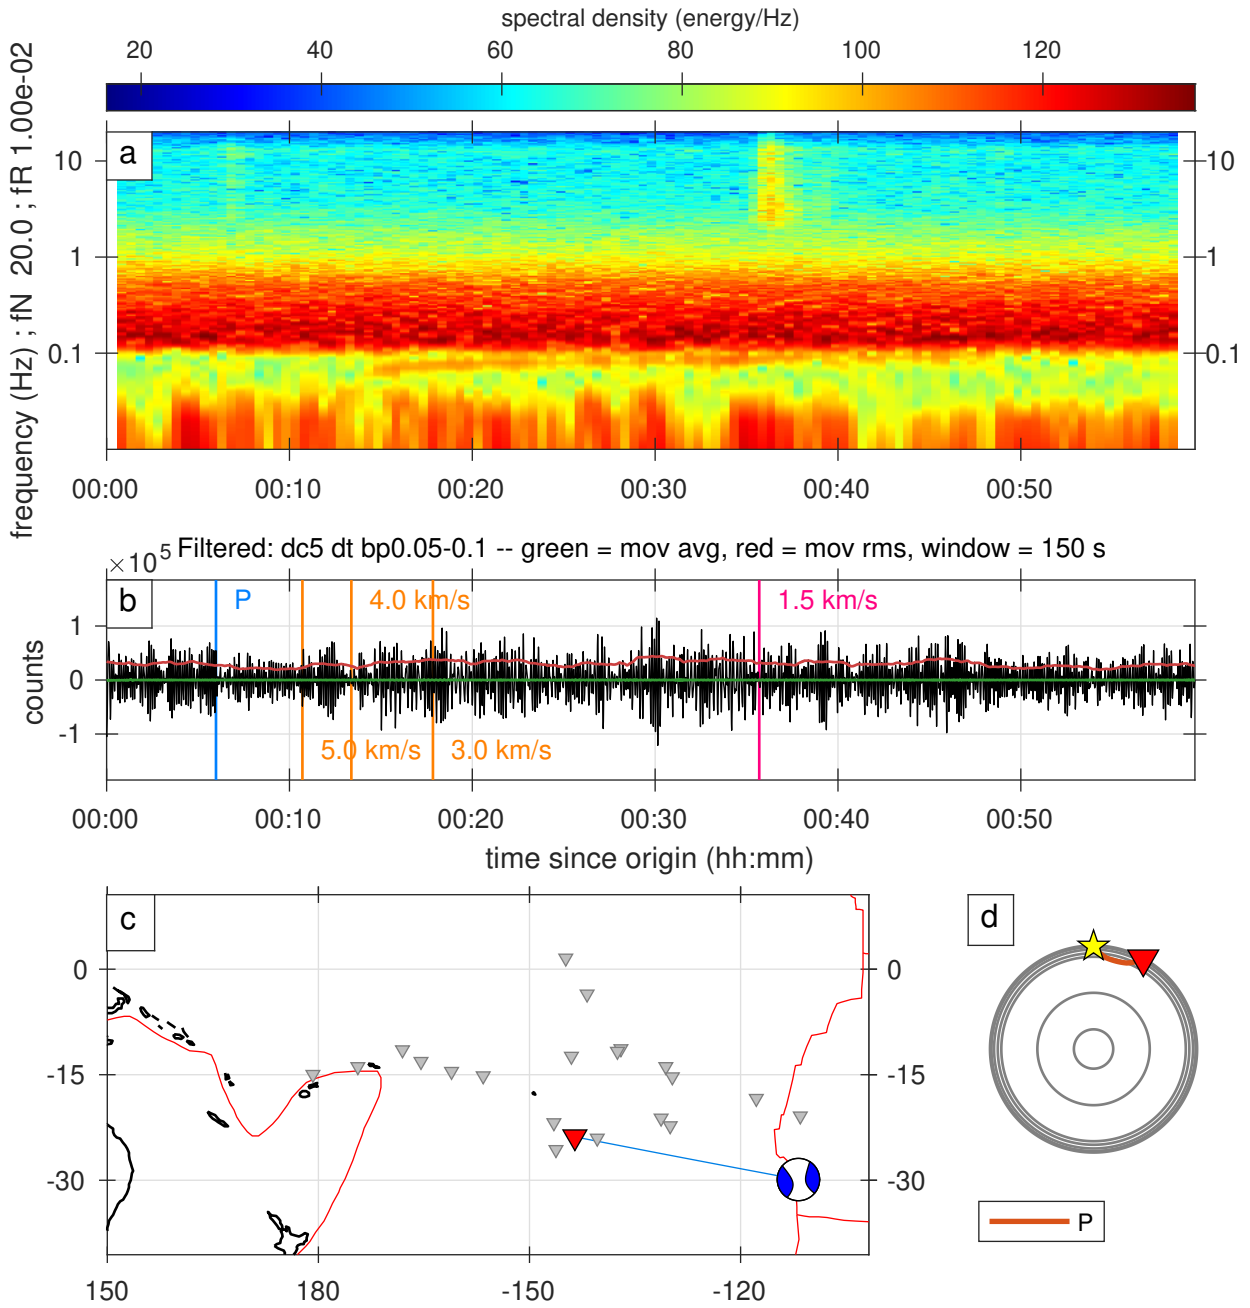 spectral density (energy/Hz)
20 40 60 80 100 120
frequency (Hz) ; fN 20.0 ; fR 1.00e-02
a
10 10
1 1
0.1 0.1
00:00 00:10 00:20 00:30 00:40 00:50
×10^5 Filtered: dc5 dt bp0.05-0.1 -- green = mov avg, red = mov rms, window = 150 s
b
P 4.0 km/s 1.5 km/s
counts
1
0
-1
5.0 km/s 3.0 km/s
00:00 00:10 00:20 00:30 00:40 00:50
time since origin (hh:mm)
c
d
0 0
-15 -15
-30 -30
P
150 180 -150 -120